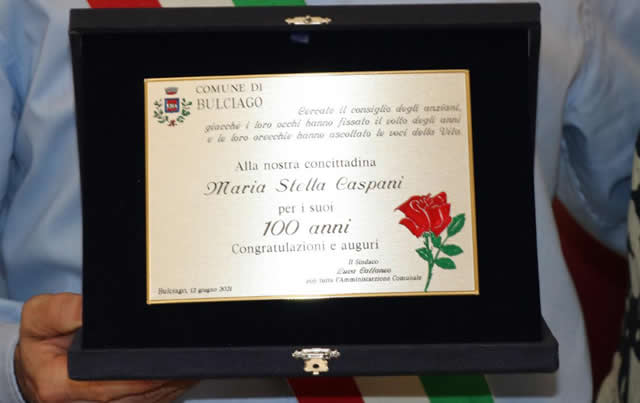 COMUNE DI
BULCIAGO
Cercate il consiglio degli anziani,
giacchè i loro occhi hanno fissato il volto degli anni
e le loro orecchie hanno ascoltato le voci della Vita.
Alla nostra concittadina
Maria Stella Caspani
per i suoi
100 anni
Congratulazioni e auguri
Il Sindaco
Luca Cattaneo
con tutta l'Amministrazione Comunale
Bulciago, 12 giugno 2021